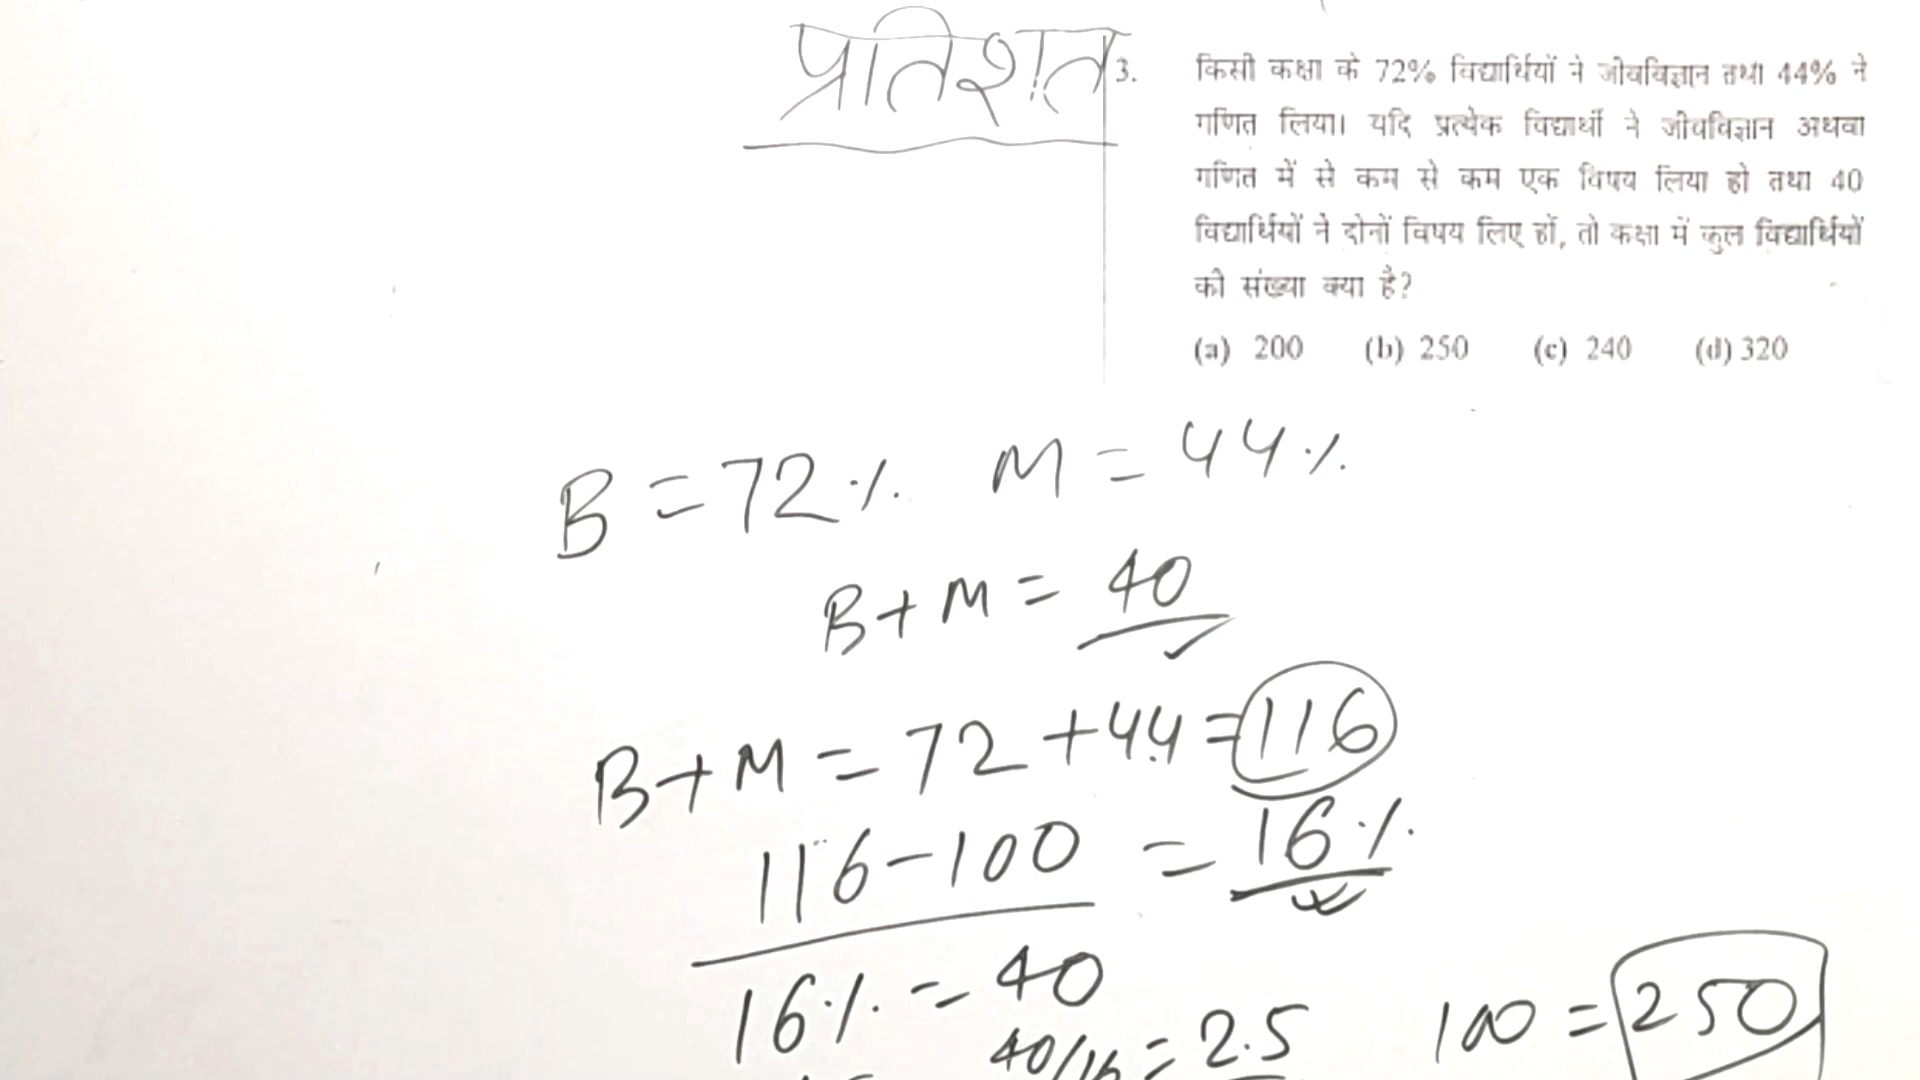 प्रतिशत
3. किसी कक्षा के 72% विद्यार्थियों ने जीवविज्ञान तथा 44% ने
गणित लिया। यदि प्रत्येक विद्यार्थी ने जीवविज्ञान अथवा
गणित में से कम से कम एक विषय लिया हो तथा 40
विद्यार्थियों ने दोनों विषय लिए हों, तो कक्षा में कुल विद्यार्थियों
की संख्या क्या है?
(a) 200 (b) 250 (c) 240 (d) 320
B = 72% M = 44%
B+M = 40
B+M = 72+44 = 116
116-100 = 16%
16% = 40
40/16 = 2.5 100 = 250